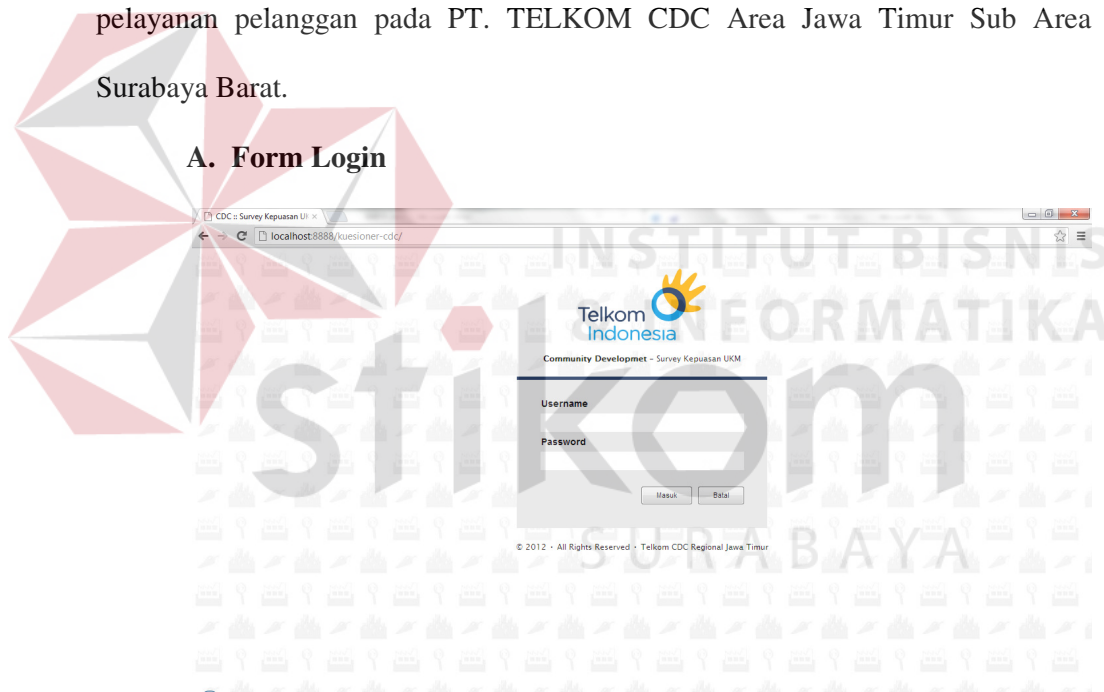 pelayanan pelanggan pada PT. TELKOM CDC Area Jawa Timur Sub Area
Surabaya Barat.
A. Form Login
CDC :: Survey Kepuasan U
localhost:8888/kuesioner-cdc/
INSTITUT BISNIS
& INFORMATIKA
stikom
SURABAYA
Telkom
Indonesia
Community Developmet - Survey Kepuasan UKM
Username
Password
Masuk Batal
© 2012 · All Rights Reserved · Telkom CDC Regional Jawa Timur